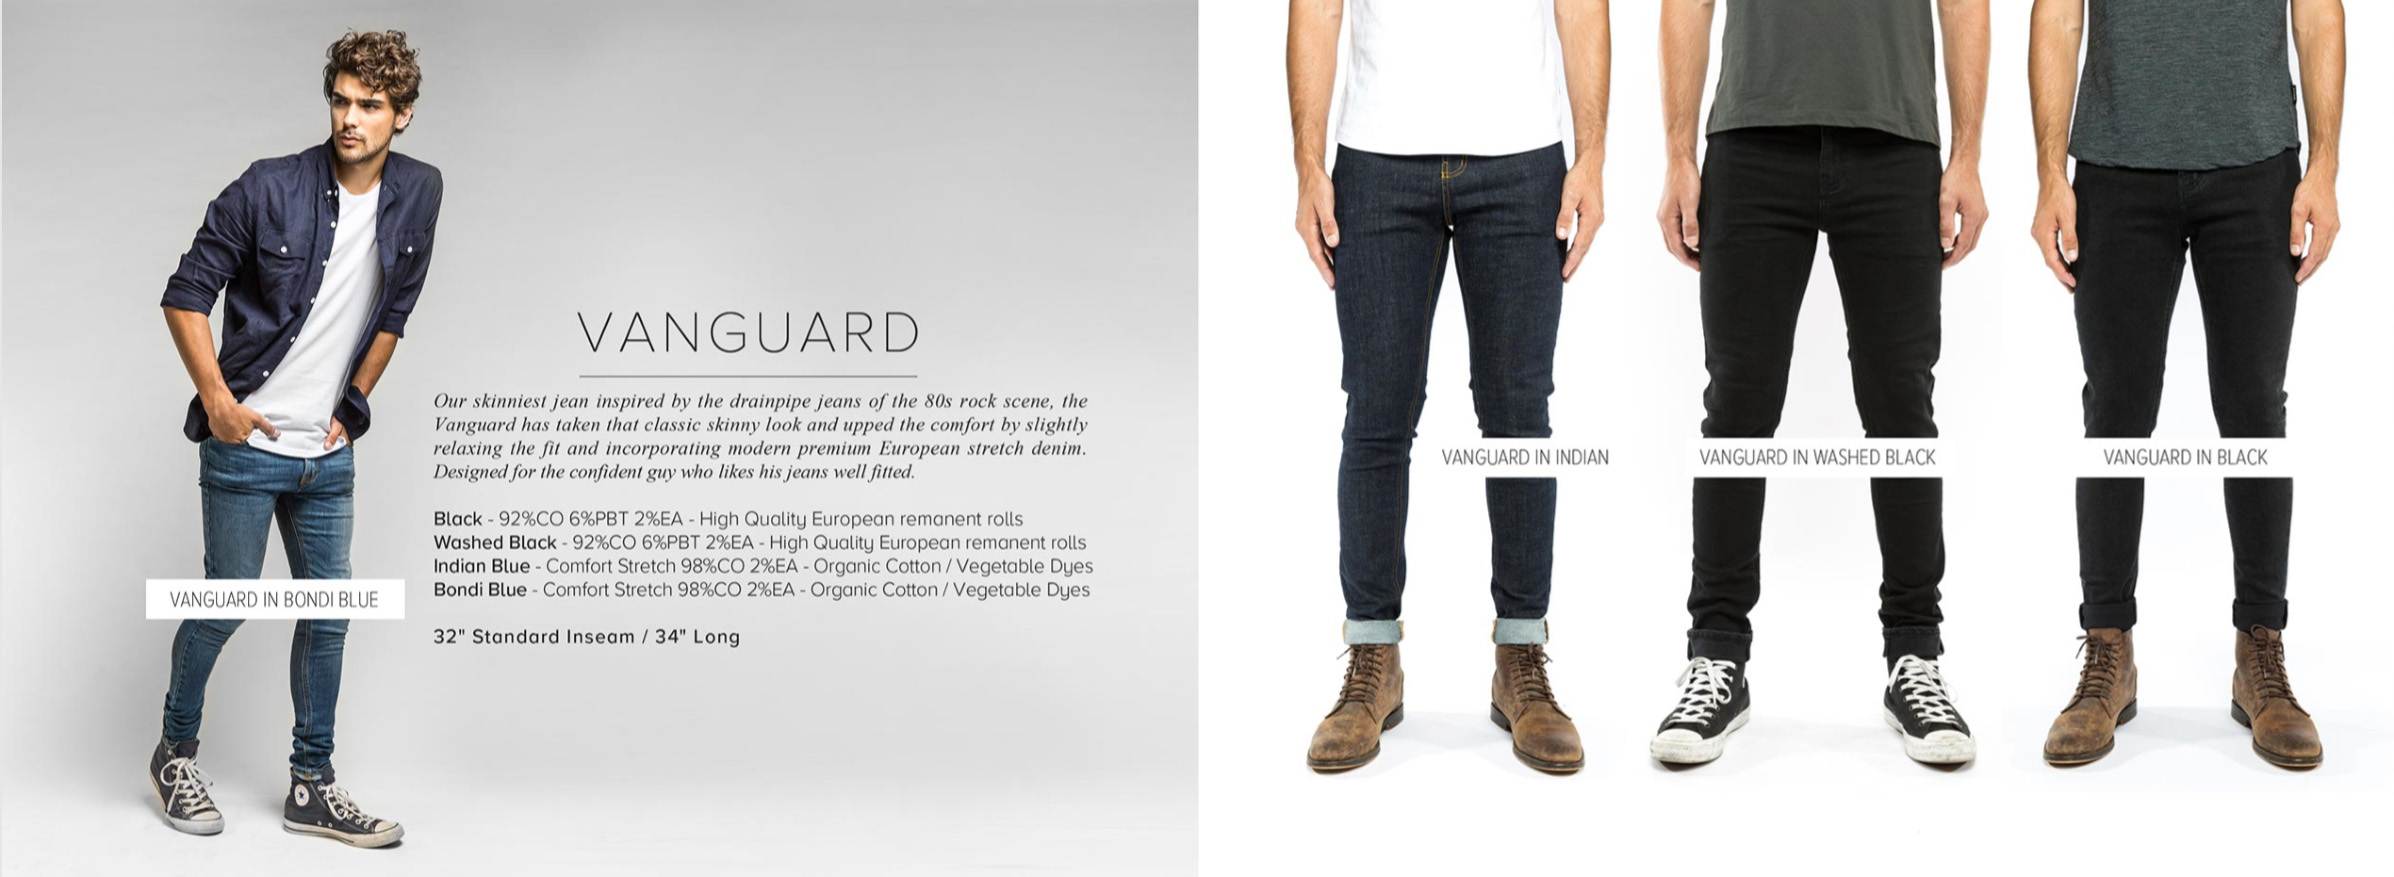 VANGUARD
Our skinniest jean inspired by the drainpipe jeans of the 80s rock scene, the
Vanguard has taken that classic skinny look and upped the comfort by slightly
relaxing the fit and incorporating modern premium European stretch denim.
Designed for the confident guy who likes his jeans well fitted.
Black - 92%CO 6%PBT 2%EA - High Quality European remanent rolls
Washed Black - 92%CO 6%PBT 2%EA - High Quality European remanent rolls
Indian Blue - Comfort Stretch 98%CO 2%EA - Organic Cotton / Vegetable Dyes
Bondi Blue - Comfort Stretch 98%CO 2%EA - Organic Cotton / Vegetable Dyes
32" Standard Inseam / 34" Long
VANGUARD IN BONDI BLUE
VANGUARD IN INDIAN
VANGUARD IN WASHED BLACK
VANGUARD IN BLACK